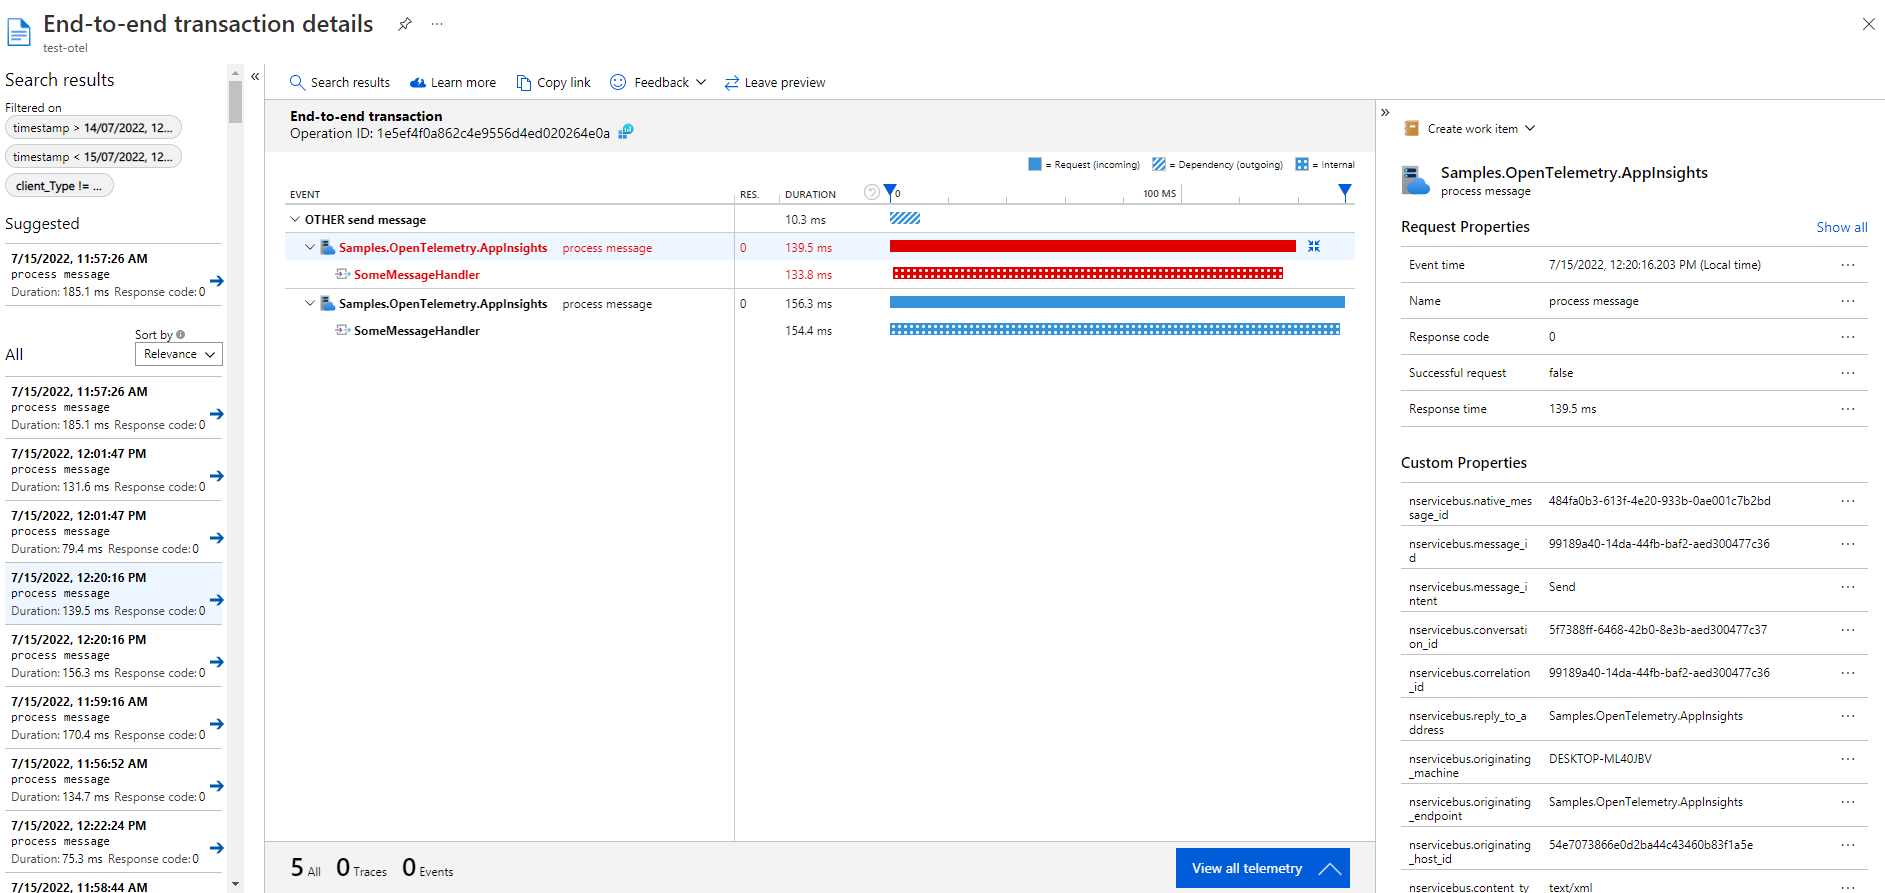 End-to-end transaction details
test-otel
Search results
Filtered on
timestamp > 14/07/2022, 12...
timestamp < 15/07/2022, 12...
client_Type != ...
Suggested
7/15/2022, 11:57:26 AM
process message
Duration: 185.1 ms Response code: 0
Sort by
All
Relevance
7/15/2022, 11:57:26 AM
process message
Duration: 185.1 ms Response code: 0
7/15/2022, 12:01:47 PM
process message
Duration: 131.6 ms Response code: 0
7/15/2022, 12:01:47 PM
process message
Duration: 79.4 ms Response code: 0
7/15/2022, 12:20:16 PM
process message
Duration: 139.5 ms Response code: 0
7/15/2022, 12:20:16 PM
process message
Duration: 156.3 ms Response code: 0
7/15/2022, 11:59:16 AM
process message
Duration: 170.4 ms Response code: 0
7/15/2022, 11:56:52 AM
process message
Duration: 134.7 ms Response code: 0
7/15/2022, 12:22:24 PM
process message
Duration: 75.3 ms Response code: 0
7/15/2022, 11:58:44 AM
Search results Learn more Copy link Feedback Leave preview
End-to-end transaction
Operation ID: 1e5ef4f0a862c4e9556d4ed020264e0a
= Request (incoming) = Dependency (outgoing) = Internal
EVENT RES. DURATION 0 100 MS
OTHER send message 10.3 ms
Samples.OpenTelemetry.AppInsights process message 0 139.5 ms
SomeMessageHandler 133.8 ms
Samples.OpenTelemetry.AppInsights process message 0 156.3 ms
SomeMessageHandler 154.4 ms
5 All 0 Traces 0 Events
View all telemetry
Create work item
Samples.OpenTelemetry.AppInsights
process message
Request Properties Show all
Event time 7/15/2022, 12:20:16.203 PM (Local time) ...
Name process message ...
Response code 0 ...
Successful request false ...
Response time 139.5 ms ...
Custom Properties
nservicebus.native_mes 484fa0b3-613f-4e20-933b-0ae001c7b2bd ...
sage_id
nservicebus.message_i 99189a40-14da-44fb-baf2-aed300477c36 ...
d
nservicebus.message_i Send ...
ntent
nservicebus.conversati 5f7388ff-6468-42b0-8e3b-aed300477c37 ...
on_id
nservicebus.correlation 99189a40-14da-44fb-baf2-aed300477c36 ...
_id
nservicebus.reply_to_a Samples.OpenTelemetry.AppInsights ...
ddress
nservicebus.originating DESKTOP-ML40JBV ...
_machine
nservicebus.originating Samples.OpenTelemetry.AppInsights ...
_endpoint
nservicebus.originating 54e7073866e0d2ba44c43460b83f1a5e ...
_host_id
nservicebus.content_ty text/xml ...